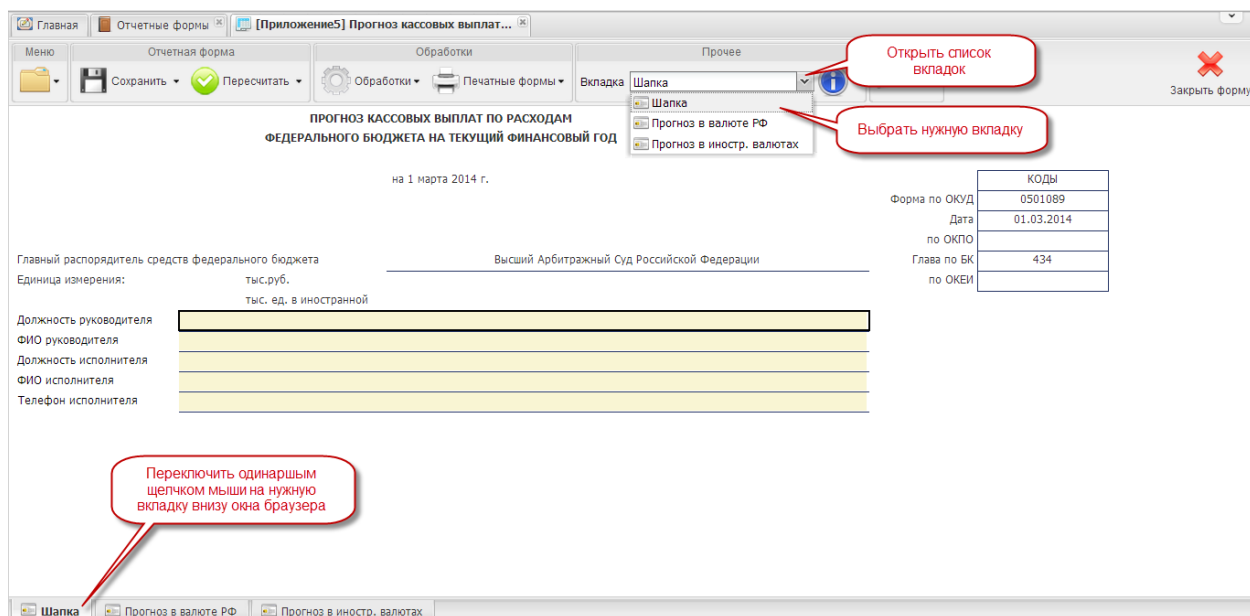 Главная
Отчетные формы
[Приложение5] Прогноз кассовых выплат...
Меню
Отчетная форма
Обработки
Прочее
Сохранить
Пересчитать
Обработки
Печатные формы
Вкладка
Шапка
Закрыть форму
Открыть список
вкладок
Шапка
Прогноз в валюте РФ
Прогноз в иностр. валютах
Выбрать нужную вкладку
ПРОГНОЗ КАССОВЫХ ВЫПЛАТ ПО РАСХОДАМ
ФЕДЕРАЛЬНОГО БЮДЖЕТА НА ТЕКУЩИЙ ФИНАНСОВЫЙ ГОД
на 1 марта 2014 г.
КОДЫ
Форма по ОКУД 0501089
Дата 01.03.2014
по ОКПО
Главный распорядитель средств федерального бюджета Высший Арбитражный Суд Российской Федерации Глава по БК 434
Единица измерения: тыс.руб. по ОКЕИ
тыс. ед. в иностранной
Должность руководителя
ФИО руководителя
Должность исполнителя
ФИО исполнителя
Телефон исполнителя
Переключить одинаршым
щелчком мыши на нужную
вкладку внизу окна браузера
Шапка
Прогноз в валюте РФ
Прогноз в иностр. валютах